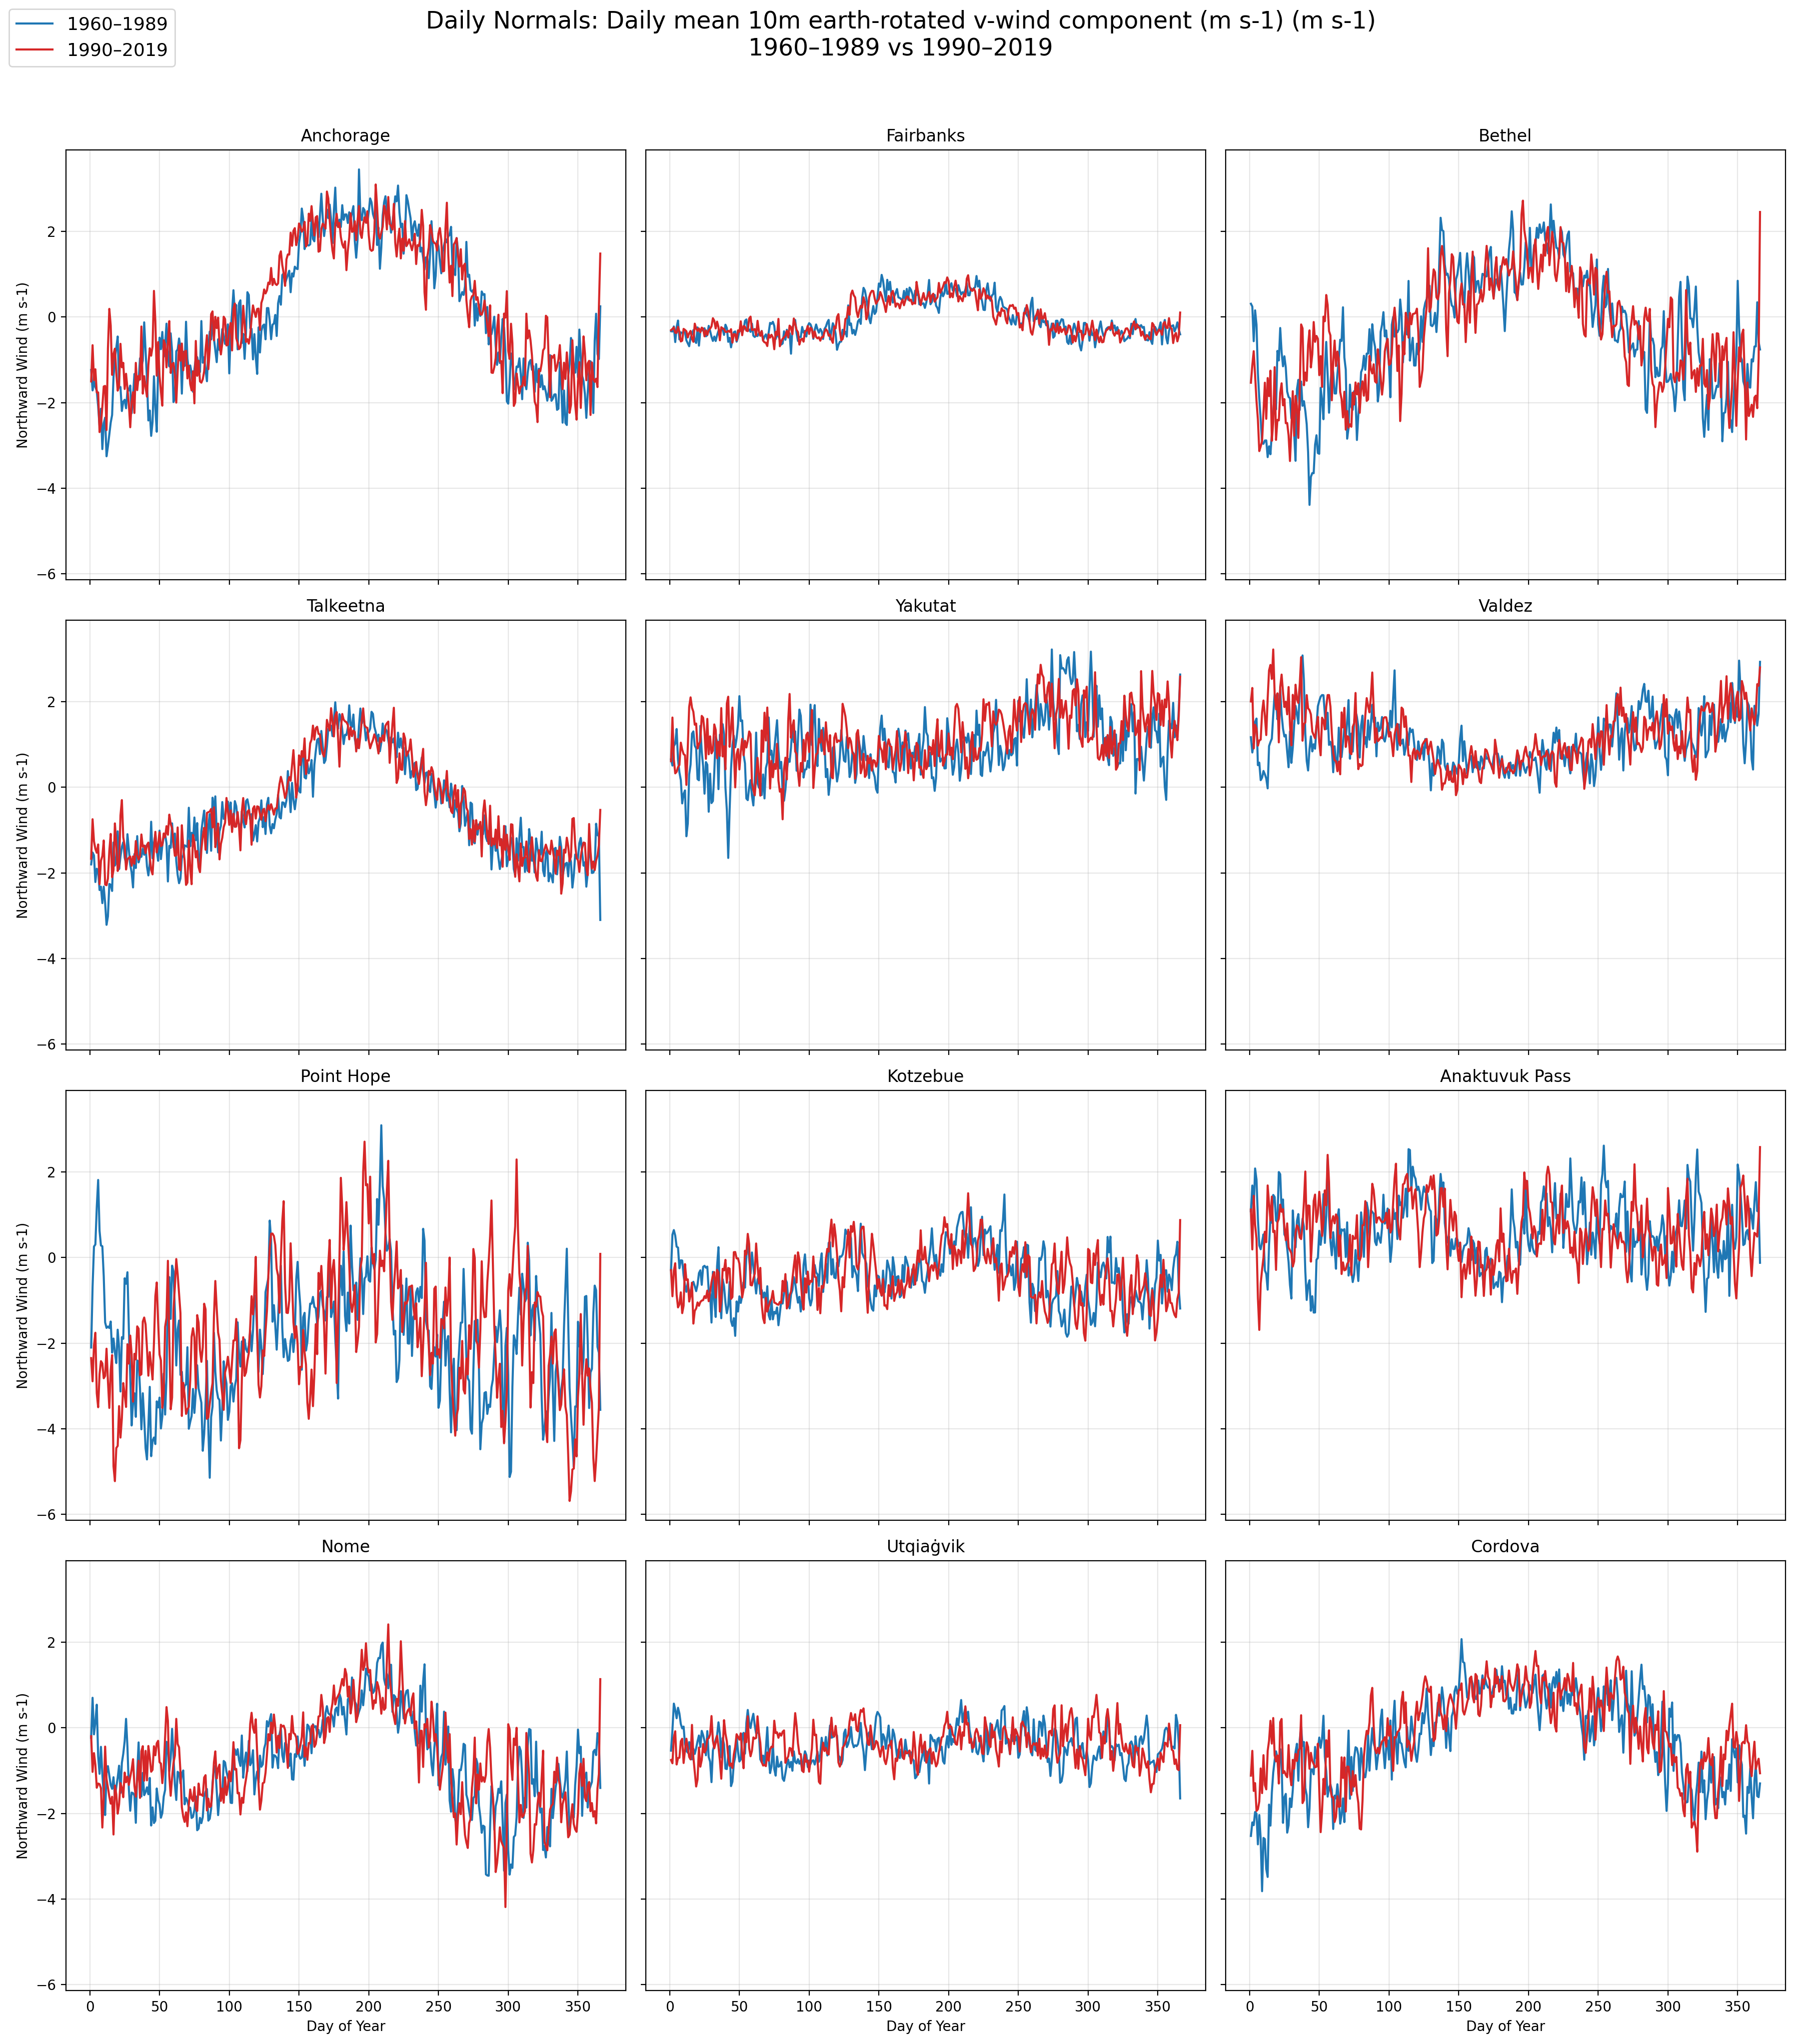 1960–1989
1990–2019
Daily Normals: Daily mean 10m earth-rotated v-wind component (m s-1) (m s-1)
1960–1989 vs 1990–2019
Anchorage
Fairbanks
Bethel
Northward Wind (m s-1)
2
0
−2
−4
−6
Talkeetna
Yakutat
Valdez
Northward Wind (m s-1)
2
0
−2
−4
−6
Point Hope
Kotzebue
Anaktuvuk Pass
Northward Wind (m s-1)
2
0
−2
−4
−6
Nome
Utqiaġvik
Cordova
Northward Wind (m s-1)
2
0
−2
−4
−6
0 50 100 150 200 250 300 350
0 50 100 150 200 250 300 350
0 50 100 150 200 250 300 350
Day of Year
Day of Year
Day of Year